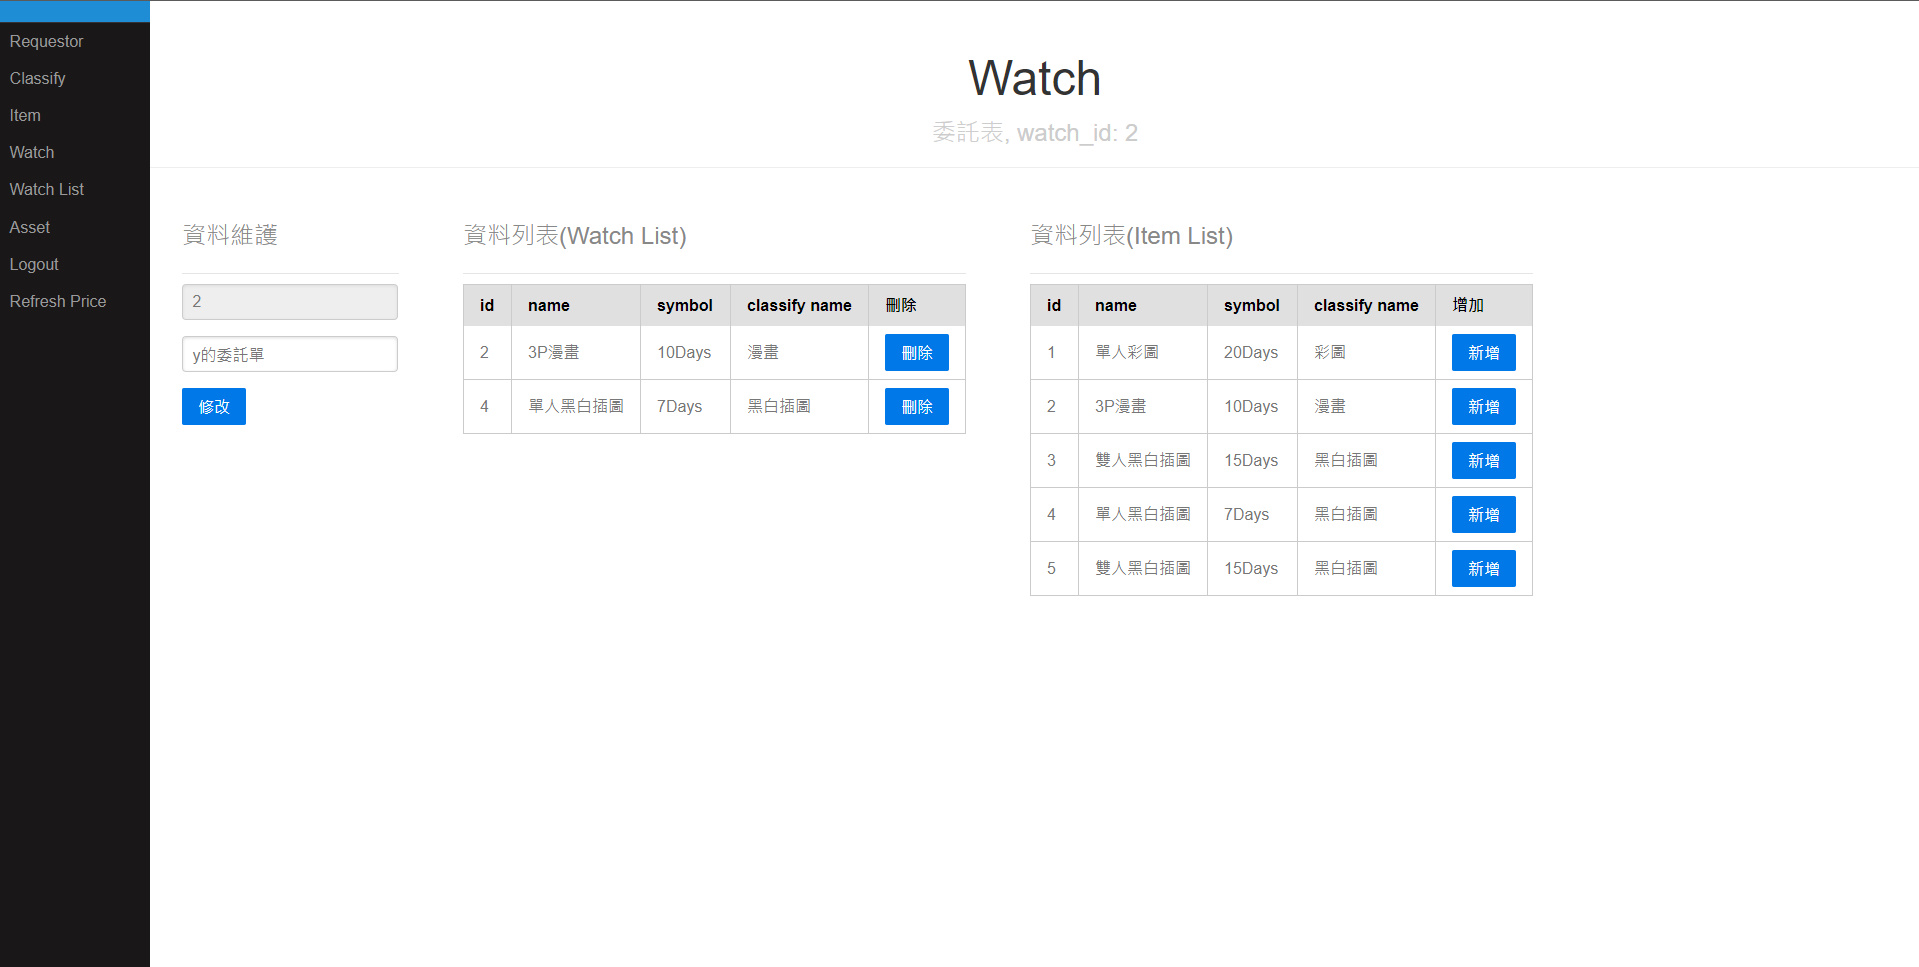 Requestor
Classify
Item
Watch
Watch List
Asset
Logout
Refresh Price
Watch
委託表, watch_id: 2
資料維護
2
y的委託單
修改
資料列表(Watch List)
id name symbol classify name 刪除
2 3P漫畫 10Days 漫畫 刪除
4 單人黑白插圖 7Days 黑白插圖 刪除
資料列表(Item List)
id name symbol classify name 增加
1 單人彩圖 20Days 彩圖 新增
2 3P漫畫 10Days 漫畫 新增
3 雙人黑白插圖 15Days 黑白插圖 新增
4 單人黑白插圖 7Days 黑白插圖 新增
5 雙人黑白插圖 15Days 黑白插圖 新增